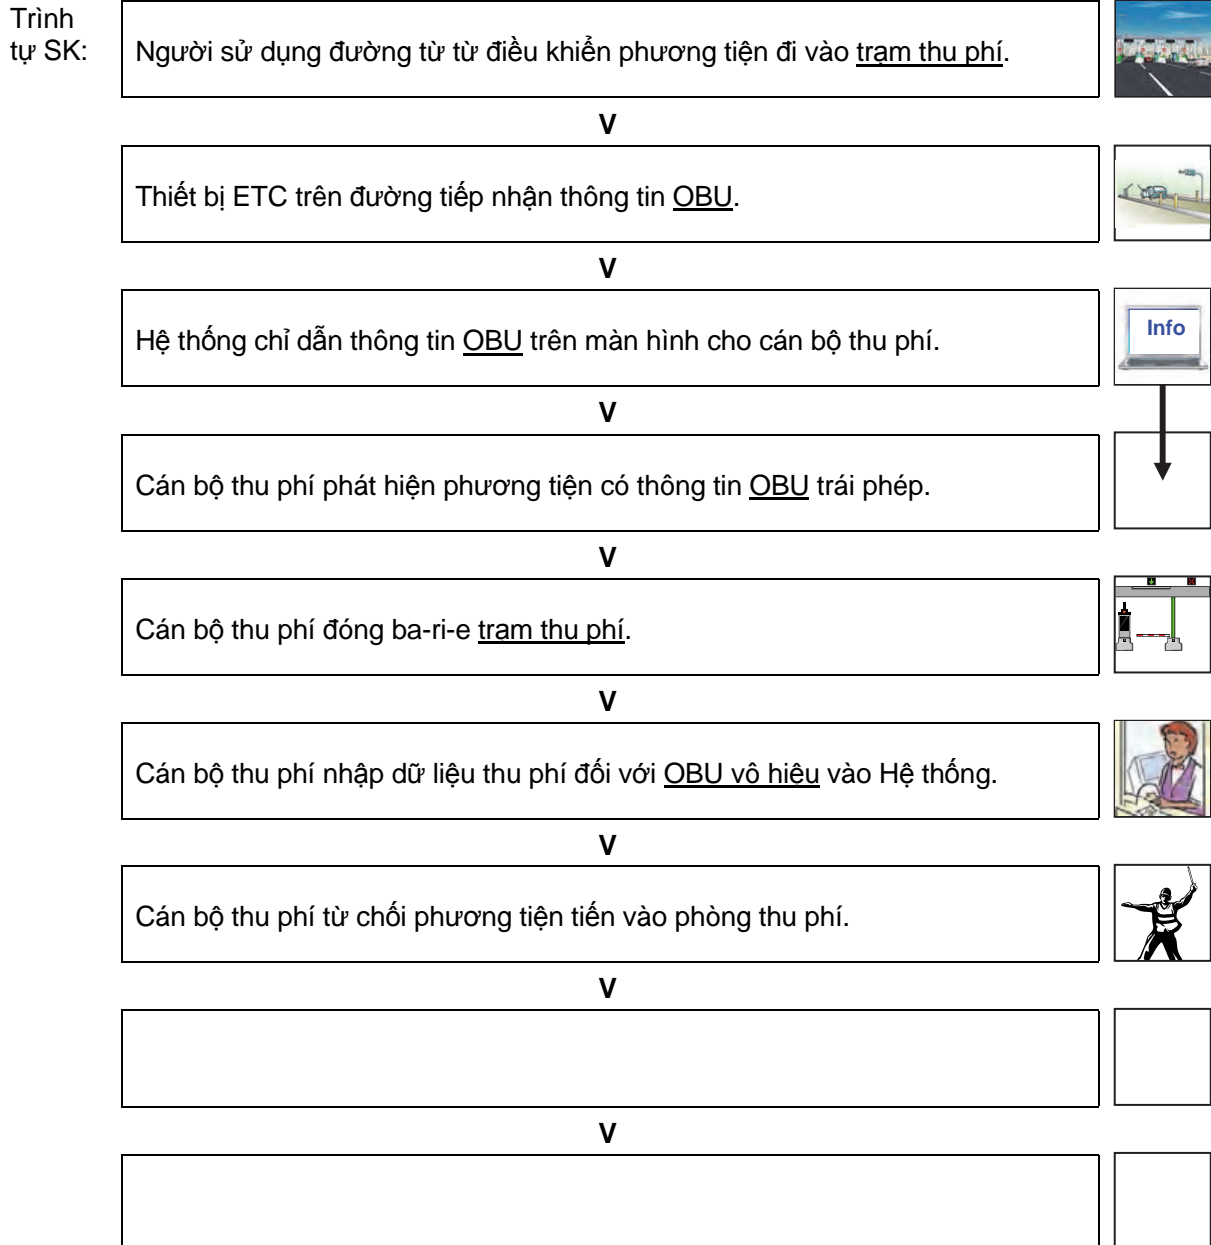 Trình
tự SK:
Người sử dụng đường từ từ điều khiển phương tiện đi vào trạm thu phí.
V
Thiết bị ETC trên đường tiếp nhận thông tin OBU.
V
Hệ thống chỉ dẫn thông tin OBU trên màn hình cho cán bộ thu phí.
Info
V
Cán bộ thu phí phát hiện phương tiện có thông tin OBU trái phép.
V
Cán bộ thu phí đóng ba-ri-e trạm thu phí.
V
Cán bộ thu phí nhập dữ liệu thu phí đối với OBU vô hiệu vào Hệ thống.
V
Cán bộ thu phí từ chối phương tiện tiến vào phòng thu phí.
V
V